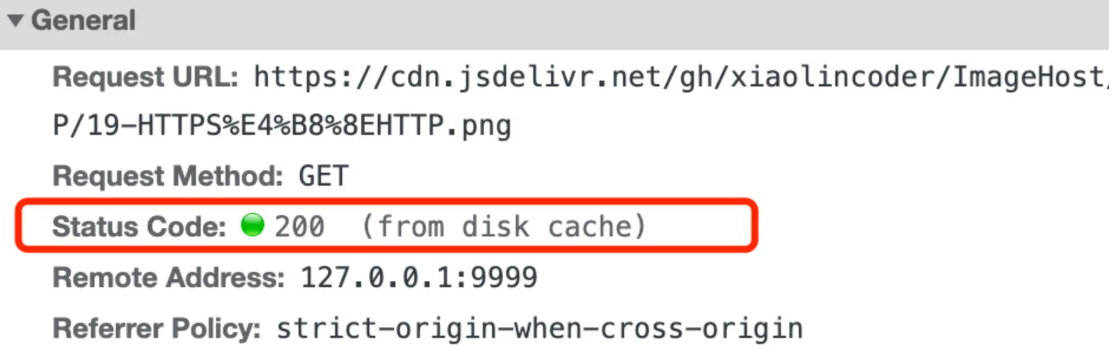 General
Request URL: https://cdn.jsdelivr.net/gh/xiaolincoder/ImageHost/
P/19-HTTPS%E4%B8%8EHTTP.png
Request Method: GET
Status Code: 200 (from disk cache)
Remote Address: 127.0.0.1:9999
Referrer Policy: strict-origin-when-cross-origin